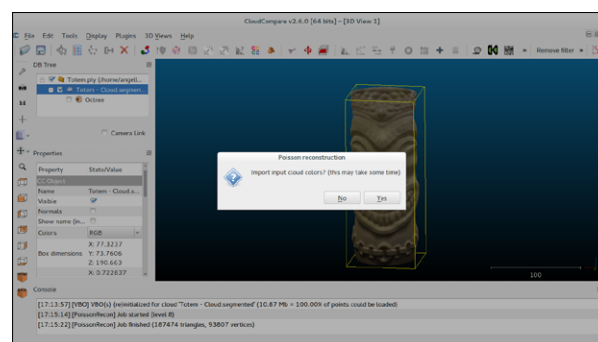 CloudCompare v2.6.0 [64 bits] - [3D View 1]
File Edit Tools Display Plugins 3D Views Help
Remove filter
DB Tree
Totem.ply (/home/angeli...
Totem - Cloud.segmen...
Octree
Camera Link
Properties
Property State/Value
CC Object
Name Totem - Cloud.s...
Visible
Normals
Show name (in...
Colors RGB
X: 77.3237
Box dimensions Y: 73.7606
Z: 190.663
X: 0.722637
Poisson reconstruction
Import input cloud colors? (this may take some time)
No Yes
100
Console
[17:13:57] [VBO] VBO(s) (re)initialized for cloud 'Totem - Cloud.segmented' (10.67 Mb = 100.00% of points could be loaded)
[17:15:14] [PoissonRecon] Job started (level 8)
[17:15:22] [PoissonRecon] Job finished (187474 triangles, 93807 vertices)